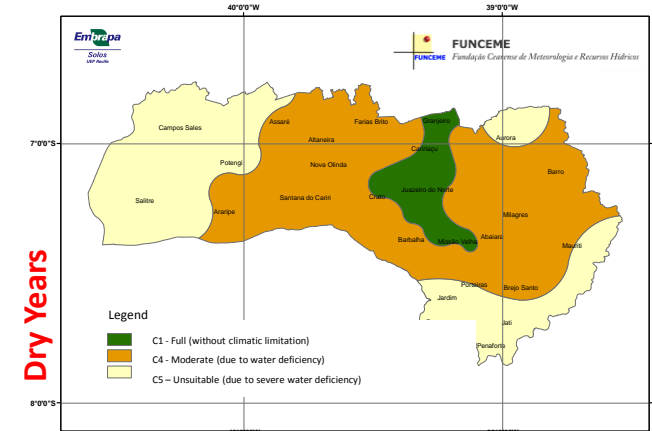 40°0'0"W 39°0'0"W
Embrapa
Solos
UEP Recife
FUNCEME
FUNCEME
Fundação Cearense de Meteorologia e Recursos Hídricos
Granjeiro
Assaré
Farias Brito
Campos Sales
Altaneira
Aurora
7°0'0"
Caririaçu
Potengi
Nova Olinda
Barro
Juazeiro do Norte
Salitre
Santana do Cariri
Crato
Araripe
Milagres
Abaiara
Barbalha
Missão Velha
Mauriti
Porteiras
Brejo Santo
Jardim
Jati
Penaforte
Dry Years
Legend
C1 - Full (without climatic limitation)
C4 - Moderate (due to water deficiency)
C5 – Unsuitable (due to severe water deficiency)
8°0'0"S